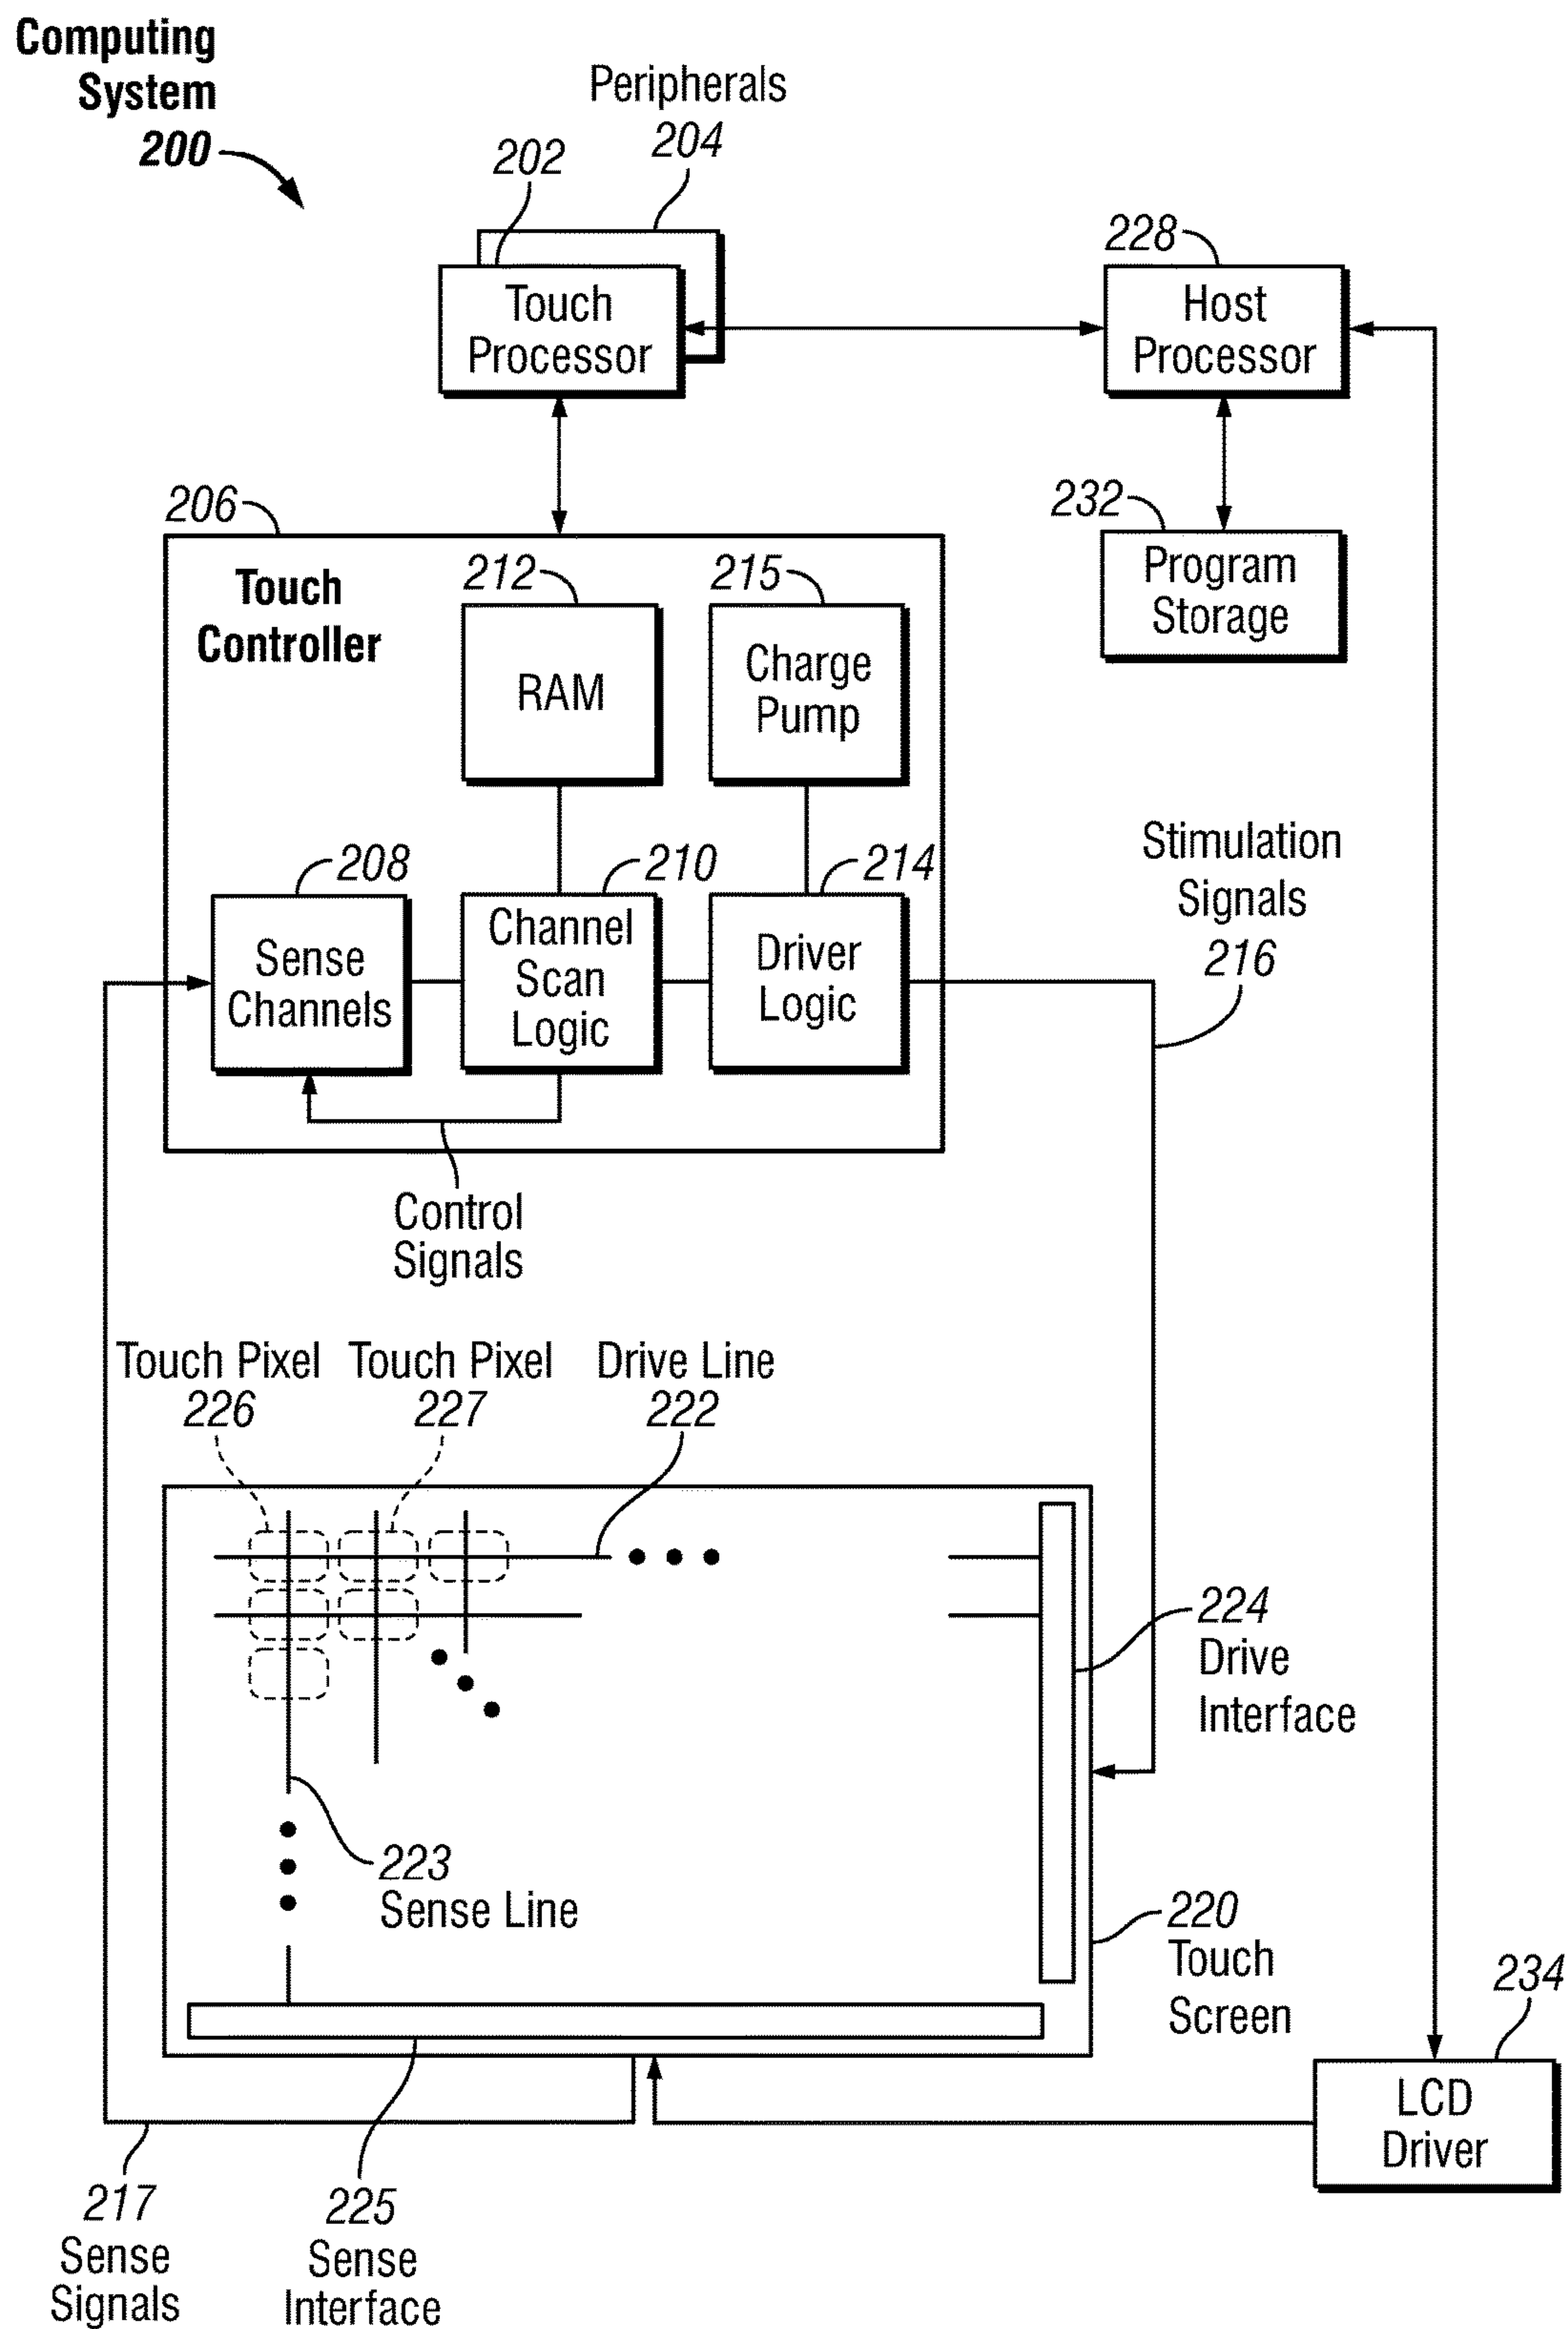 Computing
System
200
Peripherals
204
202
Touch
Processor
228
Host
Processor
206
Touch
Controller
212
RAM
215
Charge
Pump
232
Program
Storage
208
Sense
Channels
210
Channel
Scan
Logic
214
Driver
Logic
Stimulation
Signals
216
Control
Signals
Touch Pixel
226
Touch Pixel
227
Drive Line
222
224
Drive
Interface
223
Sense Line
220
Touch
Screen
234
LCD
Driver
217
Sense
Signals
225
Sense
Interface